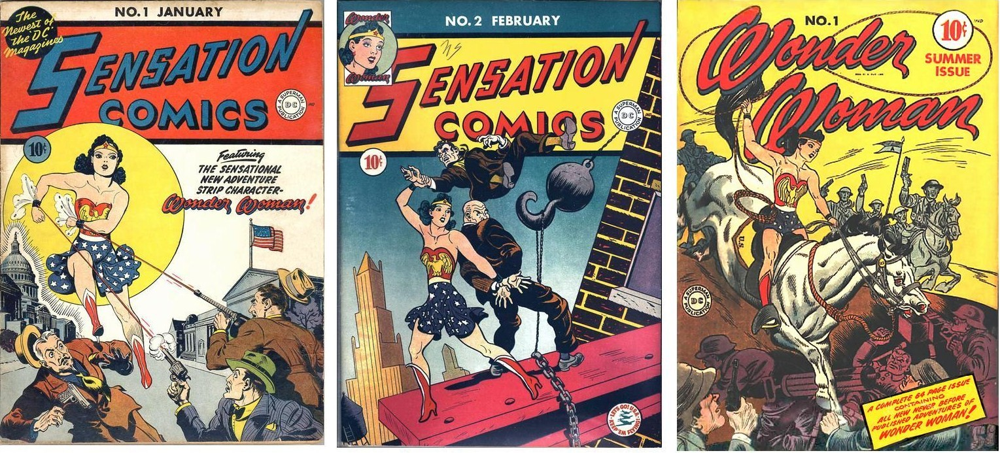 The
Newest of
the 'DC'
Magazines
NO.1 JANUARY
SENSATION
COMICS
A SUPERMAN
DC
PUBLICATION
10¢
Featuring
THE SENSATIONAL
NEW ADVENTURE
STRIP CHARACTER-
Wonder Woman!
Wonder
Woman
NO.2 FEBRUARY
NS
SENSATION
COMICS
A SUPERMAN
DC
PUBLICATION
10¢
LET'S GO! U.S.A.
KEEP 'EM FLYING!
NO.1
10¢
SUMMER
ISSUE
Wonder
Woman
U.S.
A SUPERMAN
DC
PUBLICATION
A COMPLETE 64 PAGE ISSUE
CONTAINING
ALL NEW NEVER BEFORE
PUBLISHED ADVENTURES OF
WONDER WOMAN!